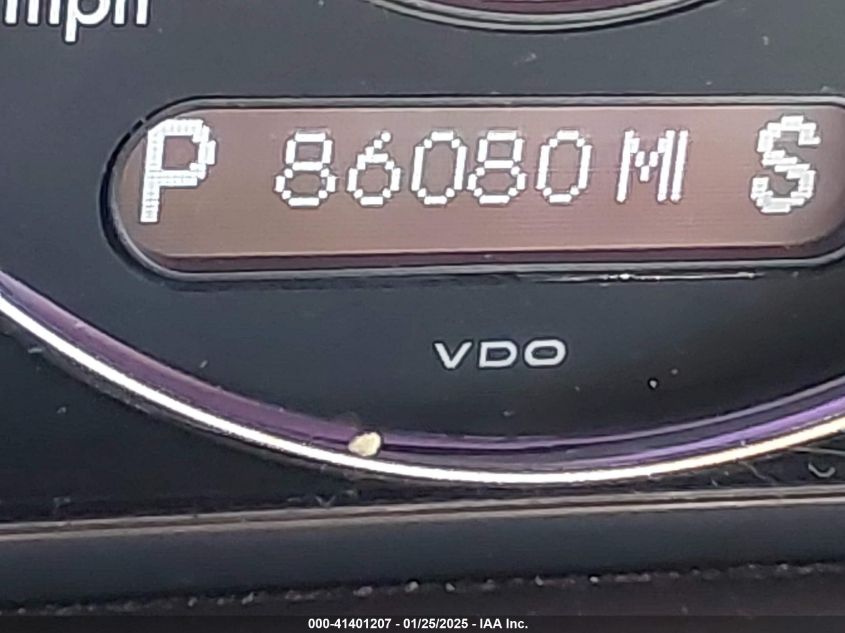 mph
P 86080 MI S
VDO
000-41401207 - 01/25/2025 - IAA Inc.